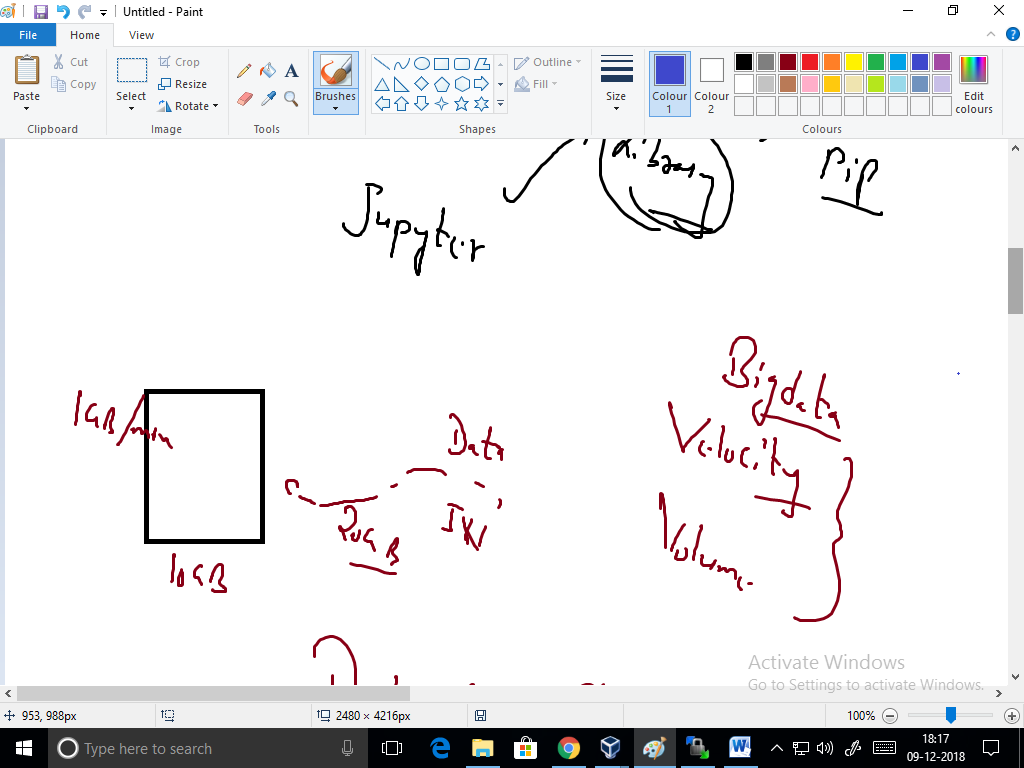 Untitled - Paint
File Home View
Paste Cut Copy Clipboard
Select Crop Resize Rotate Image
Tools
Brushes
Shapes Outline Fill
Size
Colour 1 Colour 2 Edit colours Colours
Library
Pip
Jupyter
Bigdata
1GB/min
Data
Velocity
Volume
10GB
Activate Windows
Go to Settings to activate Windows.
953, 988px
2480 × 4216px
100%
Type here to search
18:17
09-12-2018